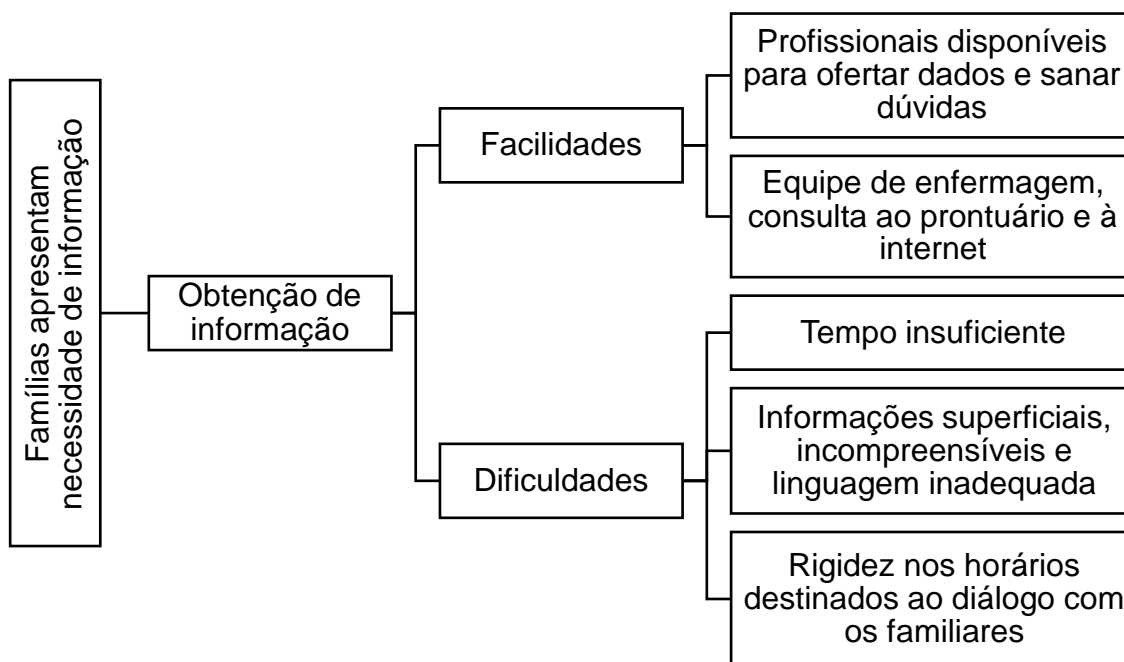 Famílias apresentam
necessidade de informação
Obtenção de
informação
Facilidades
Profissionais disponíveis
para ofertar dados e sanar
dúvidas
Equipe de enfermagem,
consulta ao prontuário e à
internet
Dificuldades
Tempo insuficiente
Informações superficiais,
incompreensíveis e
linguagem inadequada
Rigidez nos horários
destinados ao diálogo com
os familiares